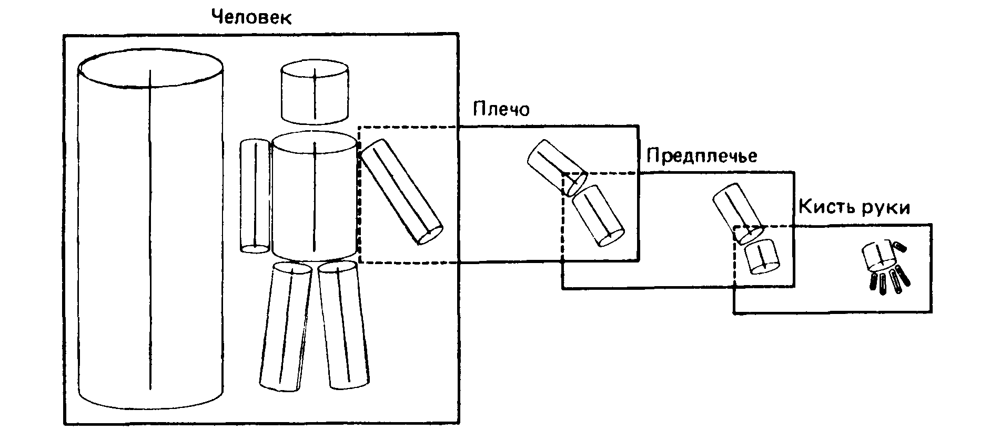 Человек
Плечо
Предплечье
Кисть руки